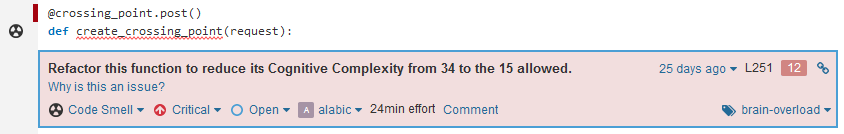 @crossing_point.post()
def create_crossing_point(request):
Refactor this function to reduce its Cognitive Complexity from 34 to the 15 allowed. 25 days ago L251 12
Why is this an issue?
Code Smell Critical Open A alabic 24min effort Comment brain-overload